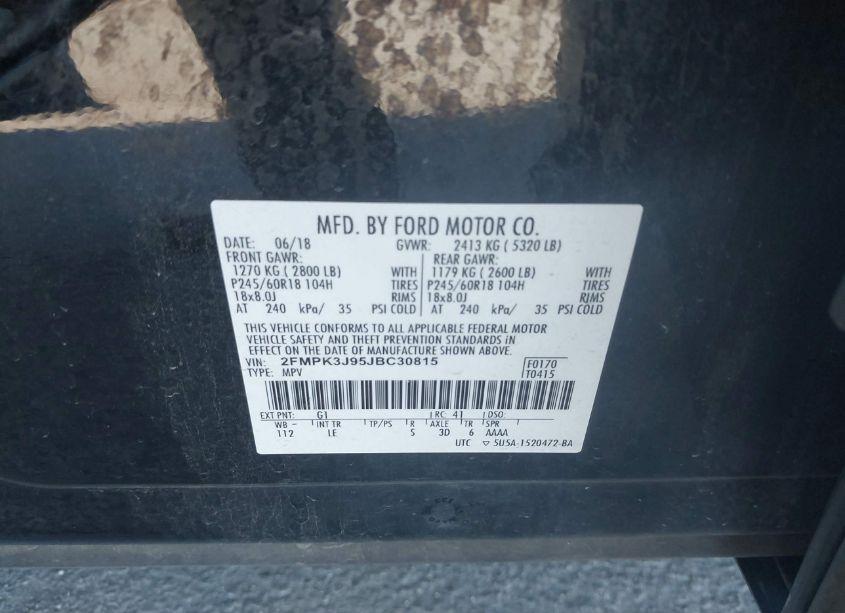 MFD. BY FORD MOTOR CO.
DATE: 06/18 GVWR: 2413 KG ( 5320 LB)
FRONT GAWR: REAR GAWR:
1270 KG ( 2800 LB) WITH 1179 KG ( 2600 LB) WITH
P245/60R18 104H TIRES P245/60R18 104H TIRES
18x8.0J RIMS 18x8.0J RIMS
AT 240 kPa/ 35 PSI COLD AT 240 kPa/ 35 PSI COLD
THIS VEHICLE CONFORMS TO ALL APPLICABLE FEDERAL MOTOR
VEHICLE SAFETY AND THEFT PREVENTION STANDARDS IN
EFFECT ON THE DATE OF MANUFACTURE SHOWN ABOVE.
VIN: 2FMPK3J95JBC30815 F0170
TYPE: MPV T0415
EXT PNT: G1 RC: 41 DSO:
WB - INT TR TP/PS R AXLE TR SPR
112 LE S 3D 6 AAAA
UTC ▽ 5U5A-1520472-BA